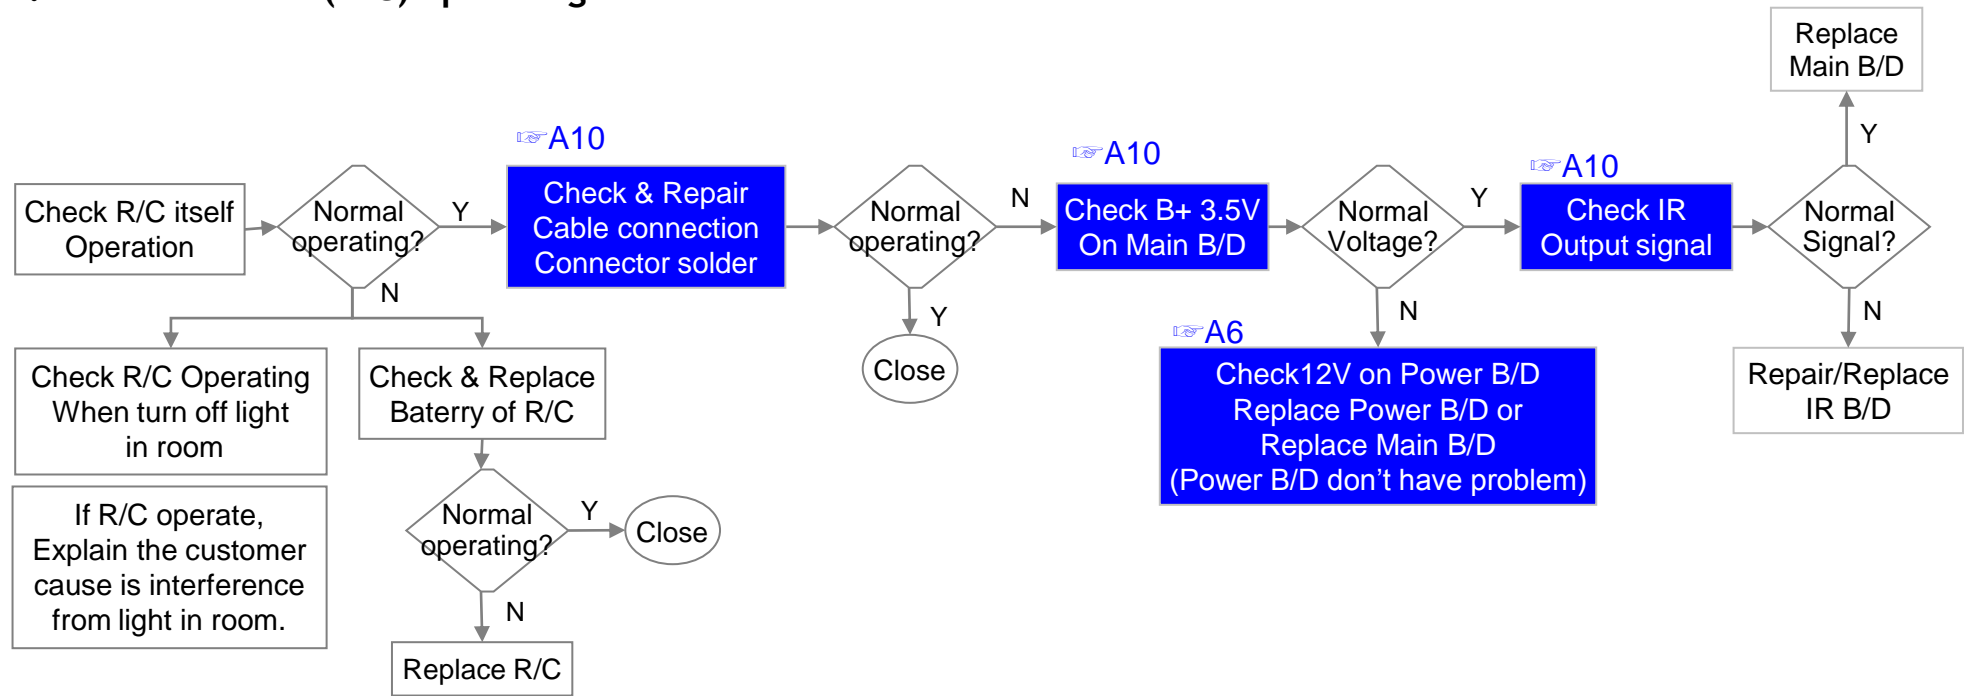 Replace
Main B/D
Y
☞A10
☞A10
☞A10
Check R/C itself
Operation
Normal
operating?
Y
Check & Repair
Cable connection
Connector solder
Normal
operating?
N
Check B+ 3.5V
On Main B/D
Normal
Voltage?
Y
Check IR
Output signal
Normal
Signal?
N
Y
N
N
☞A6
Check R/C Operating
When turn off light
in room
Check & Replace
Baterry of R/C
Close
Check12V on Power B/D
Replace Power B/D or
Replace Main B/D
(Power B/D don't have problem)
Repair/Replace
IR B/D
If R/C operate,
Explain the customer
cause is interference
from light in room.
Normal
operating?
Y
Close
N
Replace R/C